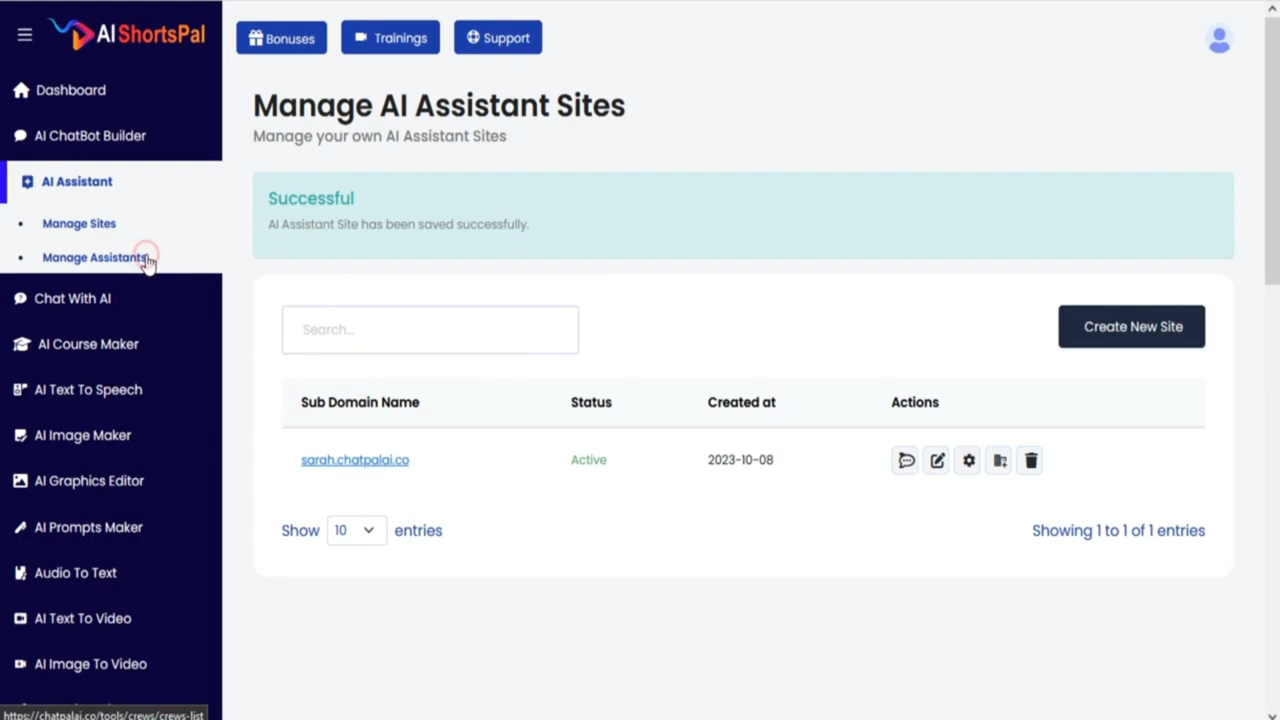 AI ShortsPal
Bonuses
Trainings
Support
Dashboard
AI ChatBot Builder
AI Assistant
Manage Sites
Manage Assistants
Chat With AI
AI Course Maker
AI Text To Speech
AI Image Maker
AI Graphics Editor
AI Prompts Maker
Audio To Text
AI Text To Video
AI Image To Video
https://chatpalai.co/tools/crews/crews-list
Manage AI Assistant Sites
Manage your own AI Assistant Sites
Successful
AI Assistant Site has been saved successfully.
Search...
Create New Site
Sub Domain Name Status Created at Actions
sarah.chatpalai.co Active 2023-10-08
Show 10 entries
Showing 1 to 1 of 1 entries